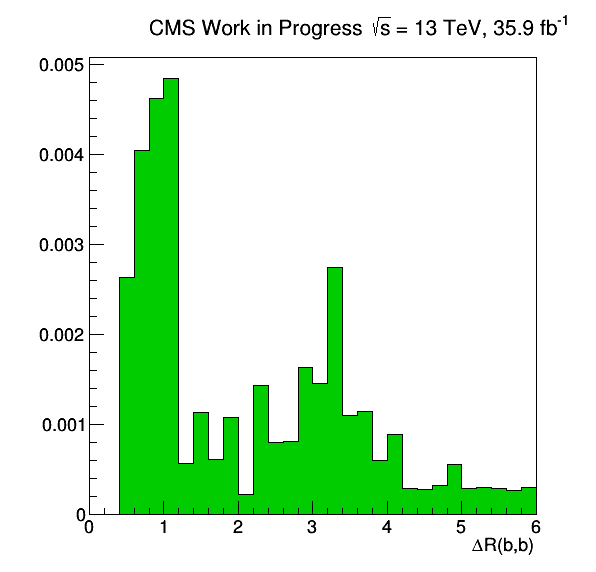 CMS Work in Progress √s = 13 TeV, 35.9 fb⁻¹
0.005
0.004
0.003
0.002
0.001
0
0 1 2 3 4 5 6
ΔR(b,b)